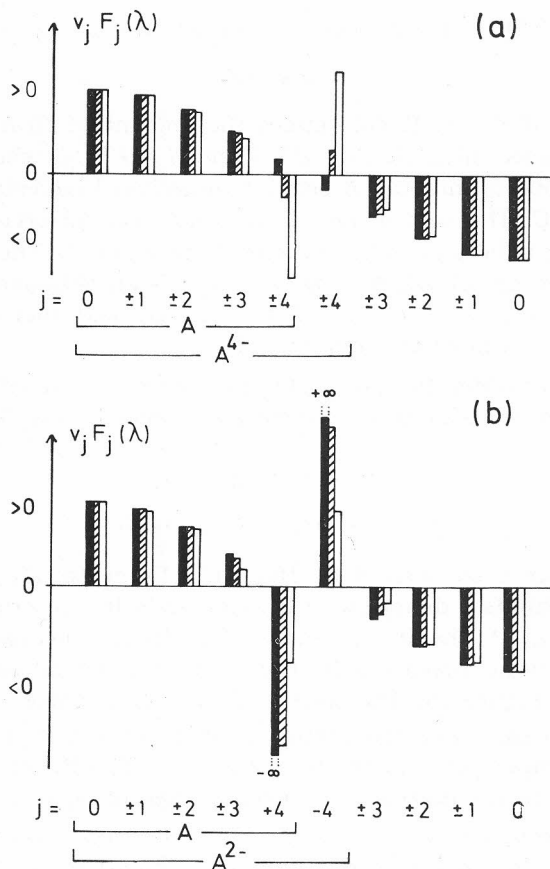 (a)
v_j F_j(λ)
>0
0
<0
j = 0 ±1 ±2 ±3 ±4 ±4 ±3 ±2 ±1 0
A
A^4-
(b)
+∞
v_j F_j(λ)
>0
0
<0
-∞
j = 0 ±1 ±2 ±3 +4 -4 ±3 ±2 ±1 0
A
A^2-